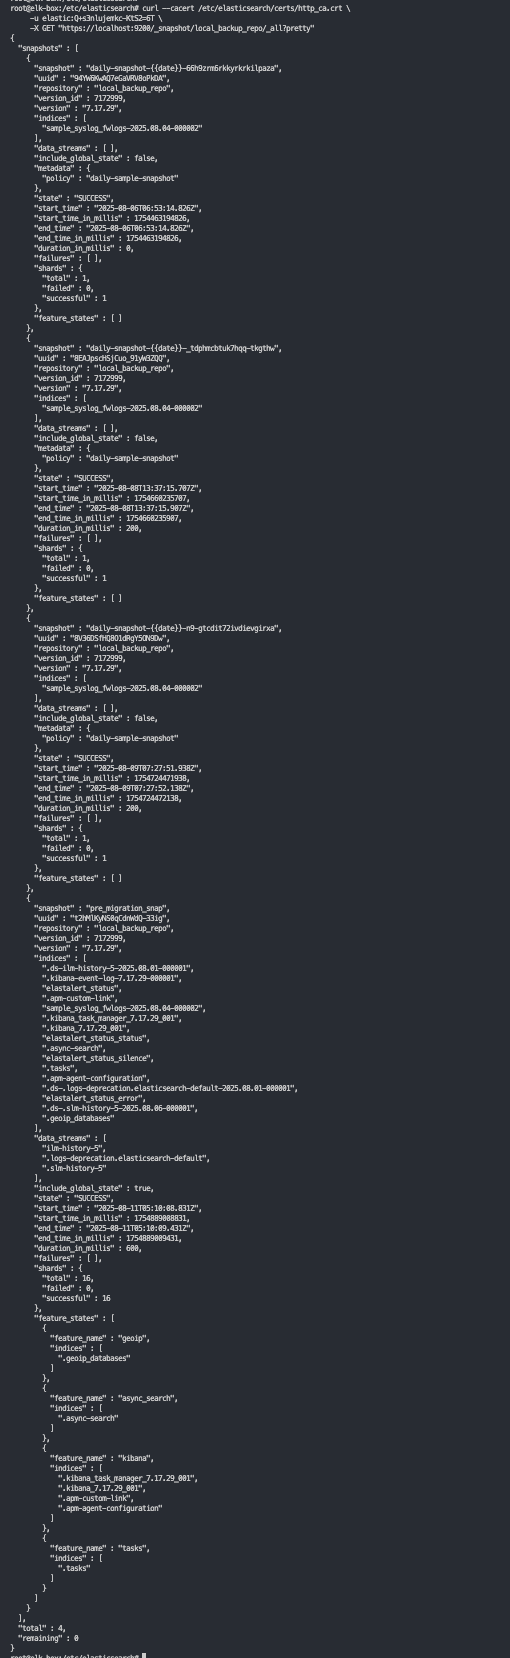 root@elk-box:/etc/elasticsearch# curl --cacert /etc/elasticsearch/certs/http_ca.crt \
     -u \
     -X GET "https://localhost:9200/_snapshot/local_backup_repo/_all?pretty"
{
  "snapshots" : [
    {
      "snapshot" : "daily-snapshot-{{date}}-66h9zrm6rkkyrkrkilpaza",
      "uuid" : "94YW6KwAQ7eGaVRV8oPkDA",
      "repository" : "local_backup_repo",
      "version_id" : 7172999,
      "version" : "7.17.29",
      "indices" : [
        "sample_syslog_fwlogs-2025.08.04-000002"
      ],
      "data_streams" : [ ],
      "include_global_state" : false,
      "metadata" : {
        "policy" : "daily-sample-snapshot"
      },
      "state" : "SUCCESS",
      "start_time" : "2025-08-06T06:53:14.826Z",
      "start_time_in_millis" : 1754463194826,
      "end_time" : "2025-08-06T06:53:14.826Z",
      "end_time_in_millis" : 1754463194826,
      "duration_in_millis" : 0,
      "failures" : [ ],
      "shards" : {
        "total" : 1,
        "failed" : 0,
        "successful" : 1
      },
      "feature_states" : [ ]
    },
    {
      "snapshot" : "daily-snapshot-{{date}}-_tdphmcbtuk7hqq-tkgthw",
      "uuid" : "8EAJpscHSjCuo_91yW3ZQQ",
      "repository" : "local_backup_repo",
      "version_id" : 7172999,
      "version" : "7.17.29",
      "indices" : [
        "sample_syslog_fwlogs-2025.08.04-000002"
      ],
      "data_streams" : [ ],
      "include_global_state" : false,
      "metadata" : {
        "policy" : "daily-sample-snapshot"
      },
      "state" : "SUCCESS",
      "start_time" : "2025-08-08T13:37:15.707Z",
      "start_time_in_millis" : 1754660235707,
      "end_time" : "2025-08-08T13:37:15.907Z",
      "end_time_in_millis" : 1754660235907,
      "duration_in_millis" : 200,
      "failures" : [ ],
      "shards" : {
        "total" : 1,
        "failed" : 0,
        "successful" : 1
      },
      "feature_states" : [ ]
    },
    {
      "snapshot" : "daily-snapshot-{{date}}-n9-gtcdit72ivdievgirxa",
      "uuid" : "8V36DSfHQ8O1dRgY5ON9Dw",
      "repository" : "local_backup_repo",
      "version_id" : 7172999,
      "version" : "7.17.29",
      "indices" : [
        "sample_syslog_fwlogs-2025.08.04-000002"
      ],
      "data_streams" : [ ],
      "include_global_state" : false,
      "metadata" : {
        "policy" : "daily-sample-snapshot"
      },
      "state" : "SUCCESS",
      "start_time" : "2025-08-09T07:27:51.938Z",
      "start_time_in_millis" : 1754724471938,
      "end_time" : "2025-08-09T07:27:52.138Z",
      "end_time_in_millis" : 1754724472138,
      "duration_in_millis" : 200,
      "failures" : [ ],
      "shards" : {
        "total" : 1,
        "failed" : 0,
        "successful" : 1
      },
      "feature_states" : [ ]
    },
    {
      "snapshot" : "pre_migration_snap",
      "uuid" : "t2hMlKyNS0qCdnWdQ-33ig",
      "repository" : "local_backup_repo",
      "version_id" : 7172999,
      "version" : "7.17.29",
      "indices" : [
        ".ds-ilm-history-5-2025.08.01-000001",
        ".kibana-event-log-7.17.29-000001",
        "elastalert_status",
        ".apm-custom-link",
        "sample_syslog_fwlogs-2025.08.04-000002",
        ".kibana_task_manager_7.17.29_001",
        ".kibana_7.17.29_001",
        "elastalert_status_status",
        ".async-search",
        "elastalert_status_silence",
        ".tasks",
        ".apm-agent-configuration",
        ".ds-.logs-deprecation.elasticsearch-default-2025.08.01-000001",
        "elastalert_status_error",
        ".ds-.slm-history-5-2025.08.06-000001",
        ".geoip_databases"
      ],
      "data_streams" : [
        "ilm-history-5",
        ".logs-deprecation.elasticsearch-default",
        ".slm-history-5"
      ],
      "include_global_state" : true,
      "state" : "SUCCESS",
      "start_time" : "2025-08-11T05:10:08.831Z",
      "start_time_in_millis" : 1754889008831,
      "end_time" : "2025-08-11T05:10:09.431Z",
      "end_time_in_millis" : 1754889009431,
      "duration_in_millis" : 600,
      "failures" : [ ],
      "shards" : {
        "total" : 16,
        "failed" : 0,
        "successful" : 16
      },
      "feature_states" : [
        {
          "feature_name" : "geoip",
          "indices" : [
            ".geoip_databases"
          ]
        },
        {
          "feature_name" : "async_search",
          "indices" : [
            ".async-search"
          ]
        },
        {
          "feature_name" : "kibana",
          "indices" : [
            ".kibana_task_manager_7.17.29_001",
            ".kibana_7.17.29_001",
            ".apm-custom-link",
            ".apm-agent-configuration"
          ]
        },
        {
          "feature_name" : "tasks",
          "indices" : [
            ".tasks"
          ]
        }
      ]
    }
  ],
  "total" : 4,
  "remaining" : 0
}
root@elk-box:/etc/elasticsearch#